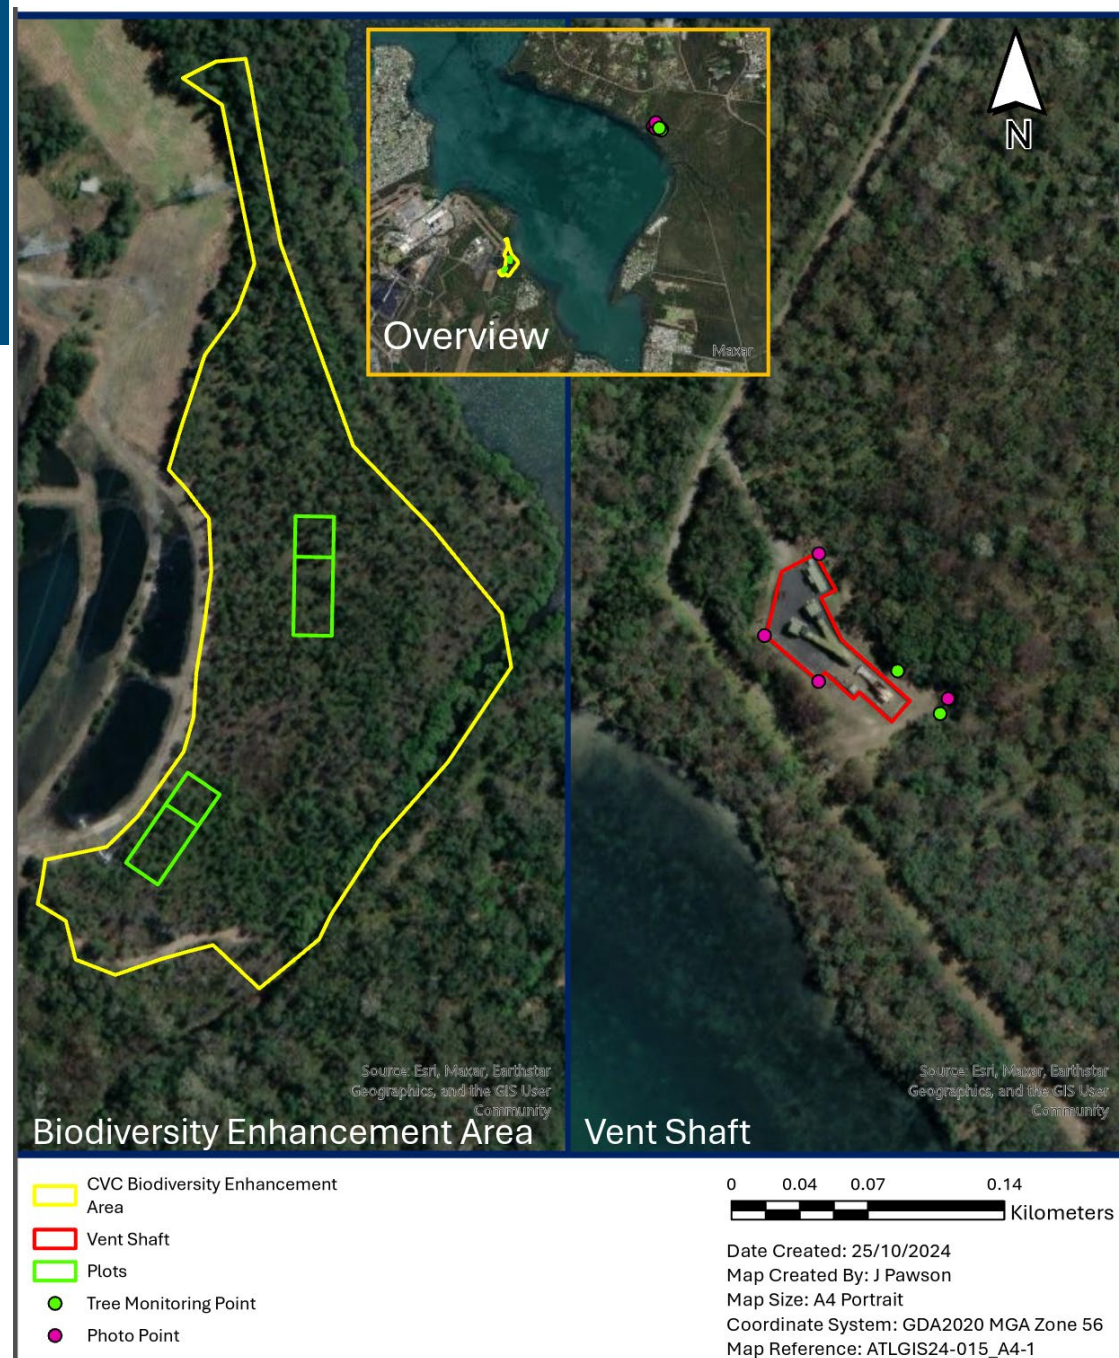 N
Overview
Maxar
Source: Esri, Maxar, Earthstar
Geographics, and the GIS User
Community
Biodiversity Enhancement Area
Source: Esri, Maxar, Earthstar
Geographics, and the GIS User
Community
Vent Shaft
CVC Biodiversity Enhancement
Area
Vent Shaft
Plots
Tree Monitoring Point
Photo Point
0 0.04 0.07 0.14
Kilometers
Date Created: 25/10/2024
Map Created By: J Pawson
Map Size: A4 Portrait
Coordinate System: GDA2020 MGA Zone 56
Map Reference: ATLGIS24-015_A4-1